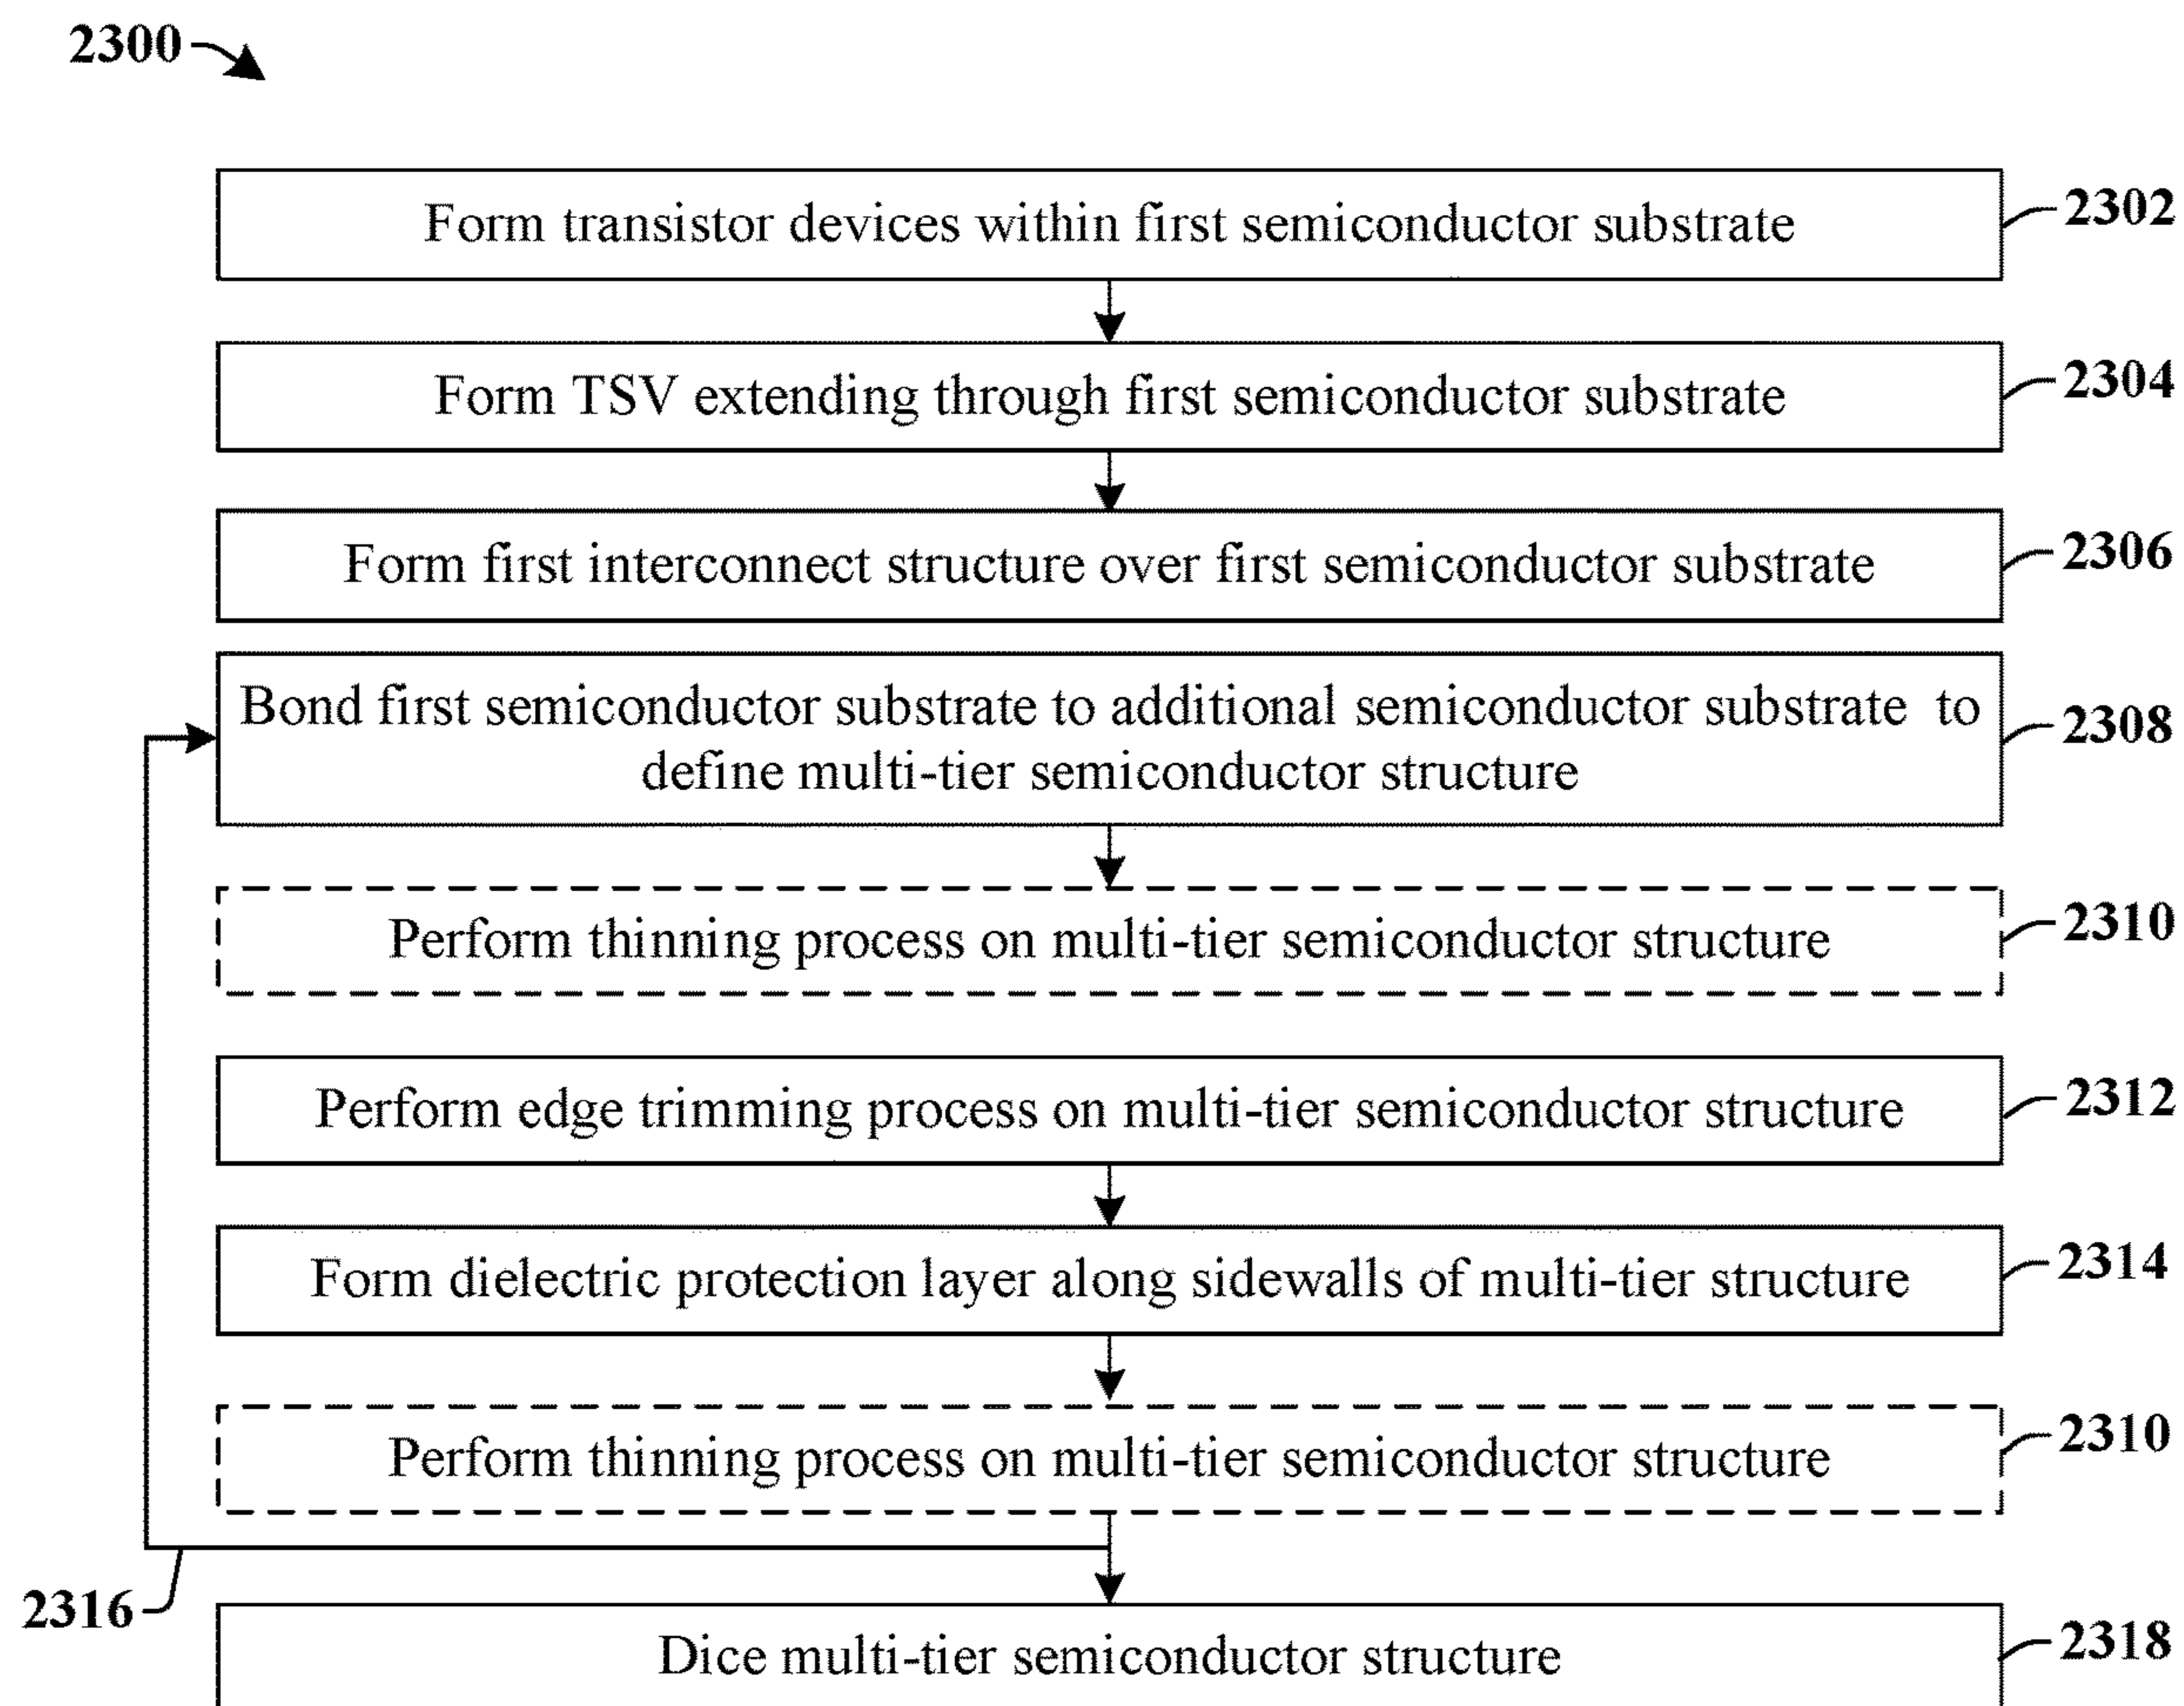 2300
Form transistor devices within first semiconductor substrate
2302
Form TSV extending through first semiconductor substrate
2304
Form first interconnect structure over first semiconductor substrate
2306
Bond first semiconductor substrate to additional semiconductor substrate to
define multi-tier semiconductor structure
2308
Perform thinning process on multi-tier semiconductor structure
2310
Perform edge trimming process on multi-tier semiconductor structure
2312
Form dielectric protection layer along sidewalls of multi-tier structure
2314
Perform thinning process on multi-tier semiconductor structure
2310
2316
Dice multi-tier semiconductor structure
2318